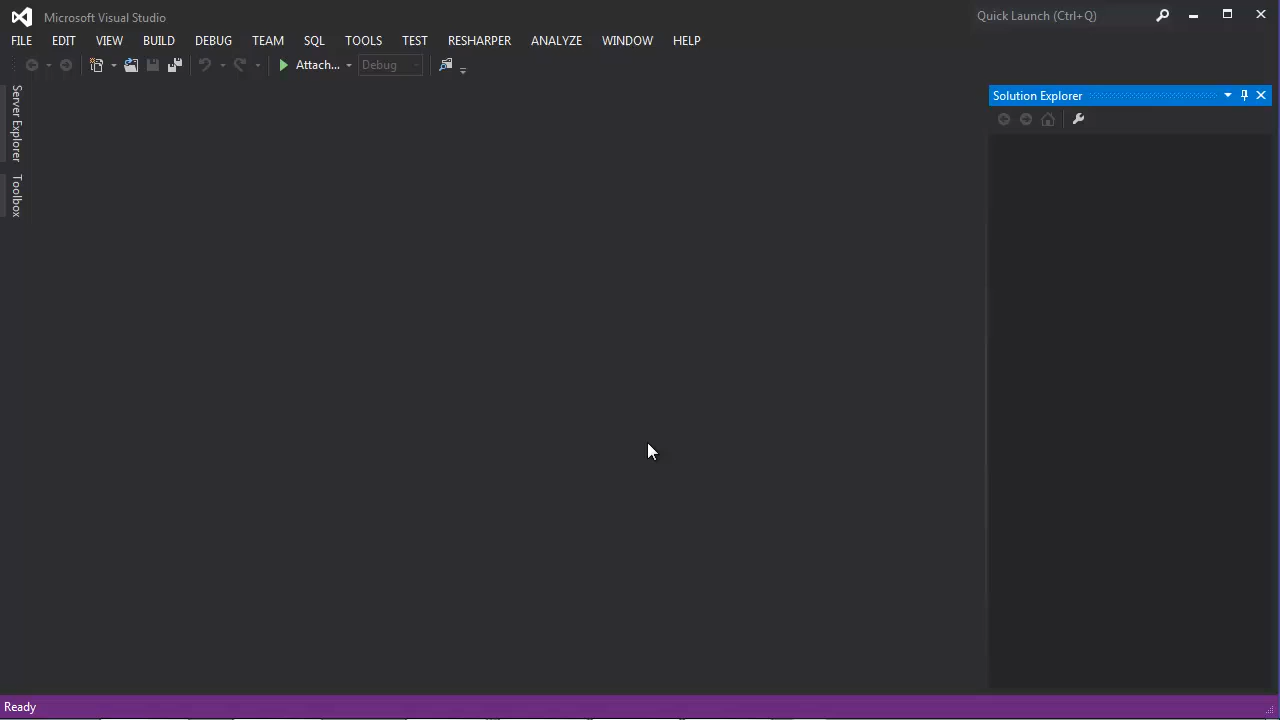 Microsoft Visual Studio
Quick Launch (Ctrl+Q)
FILE EDIT VIEW BUILD DEBUG TEAM SQL TOOLS TEST RESHARPER ANALYZE WINDOW HELP
Attach... Debug
Server Explorer
Toolbox
Solution Explorer
Ready